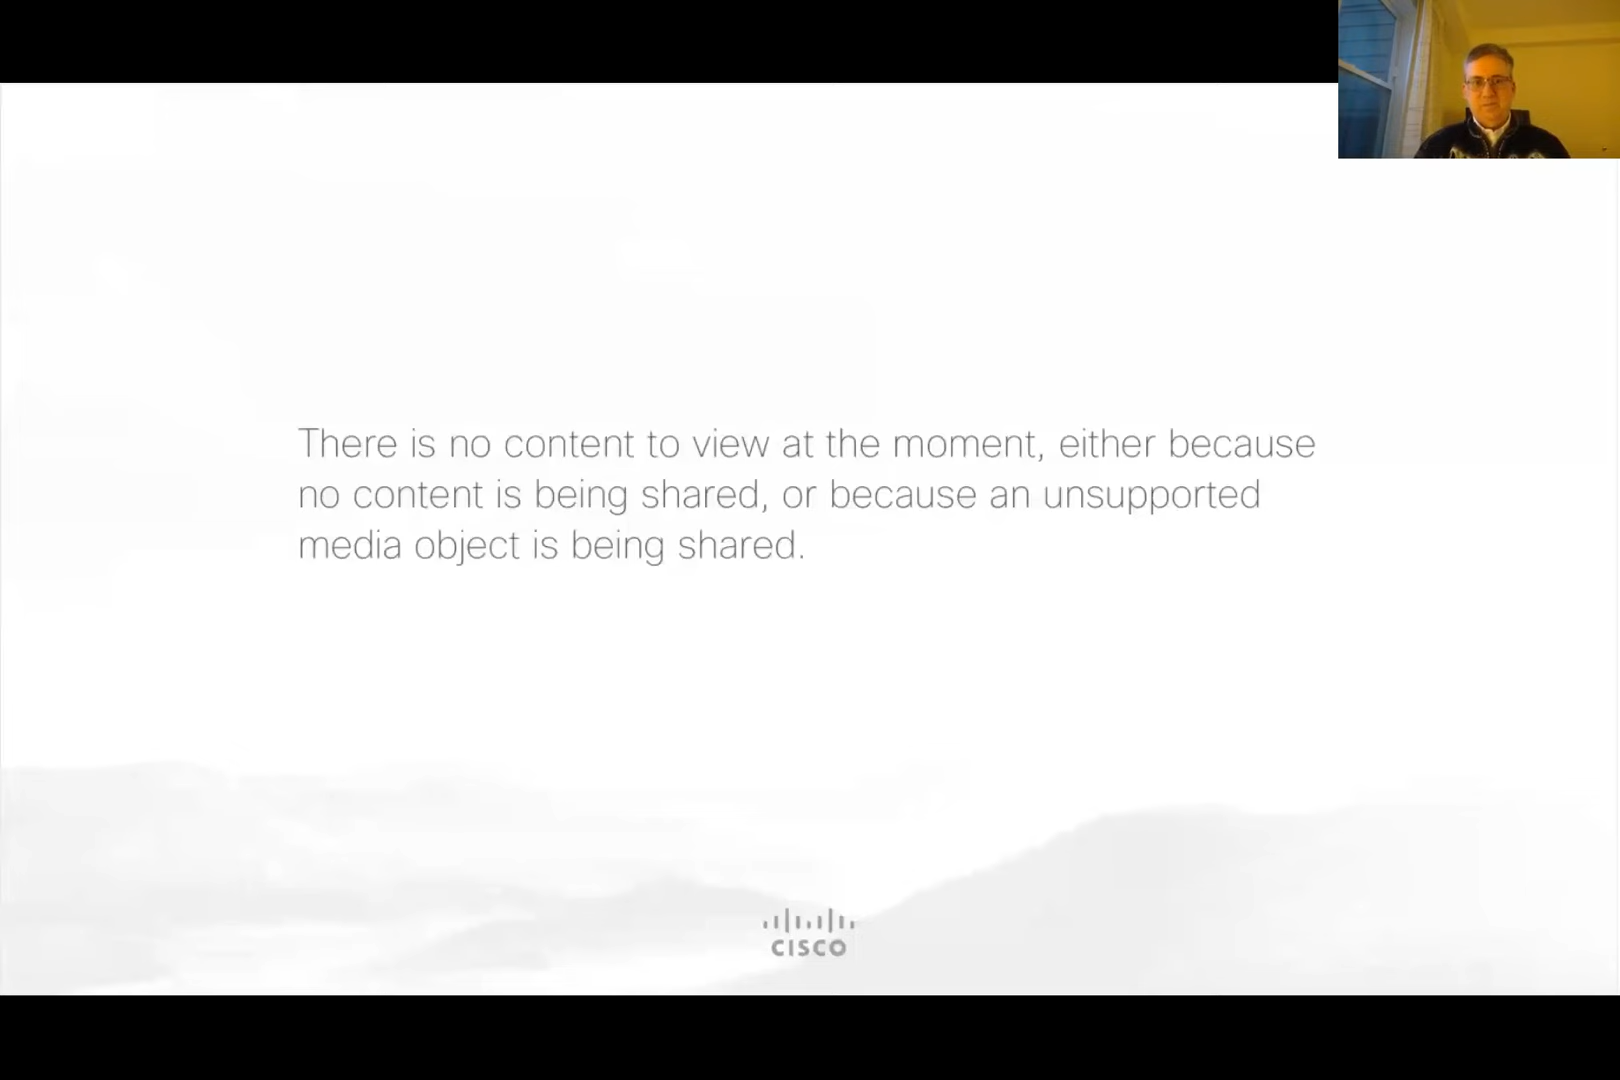 There is no content to view at the moment, either because
no content is being shared, or because an unsupported
media object is being shared.
CISCO